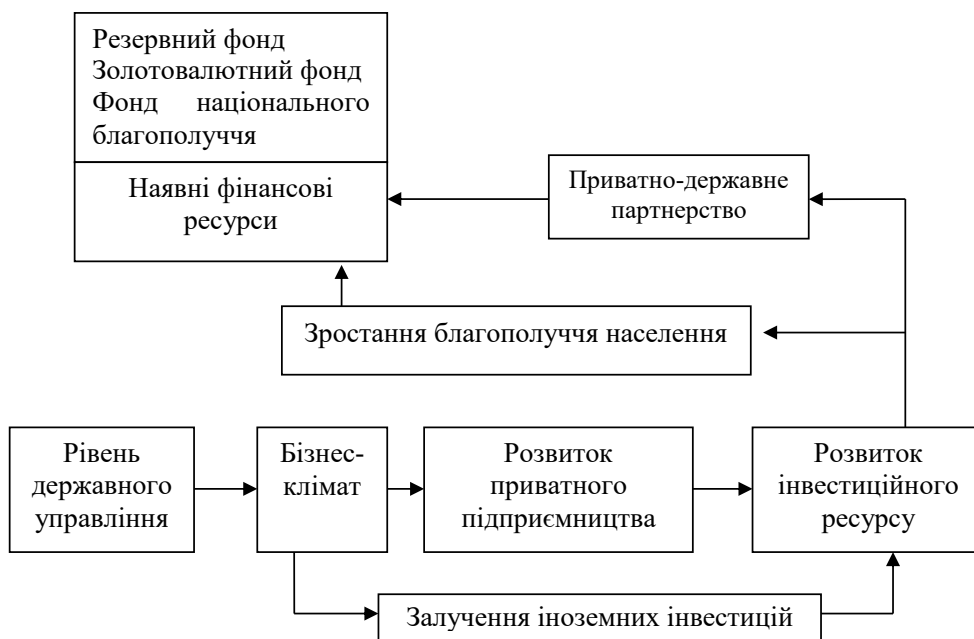 Резервний фонд
Золотовалютний фонд
Фонд національного
благополуччя
Наявні фінансові
ресурси
Приватно-державне
партнерство
Зростання благополуччя населення
Рівень
державного
управління
Бізнес-
клімат
Розвиток
приватного
підприємництва
Розвиток
інвестиційного
ресурсу
Залучення іноземних інвестицій